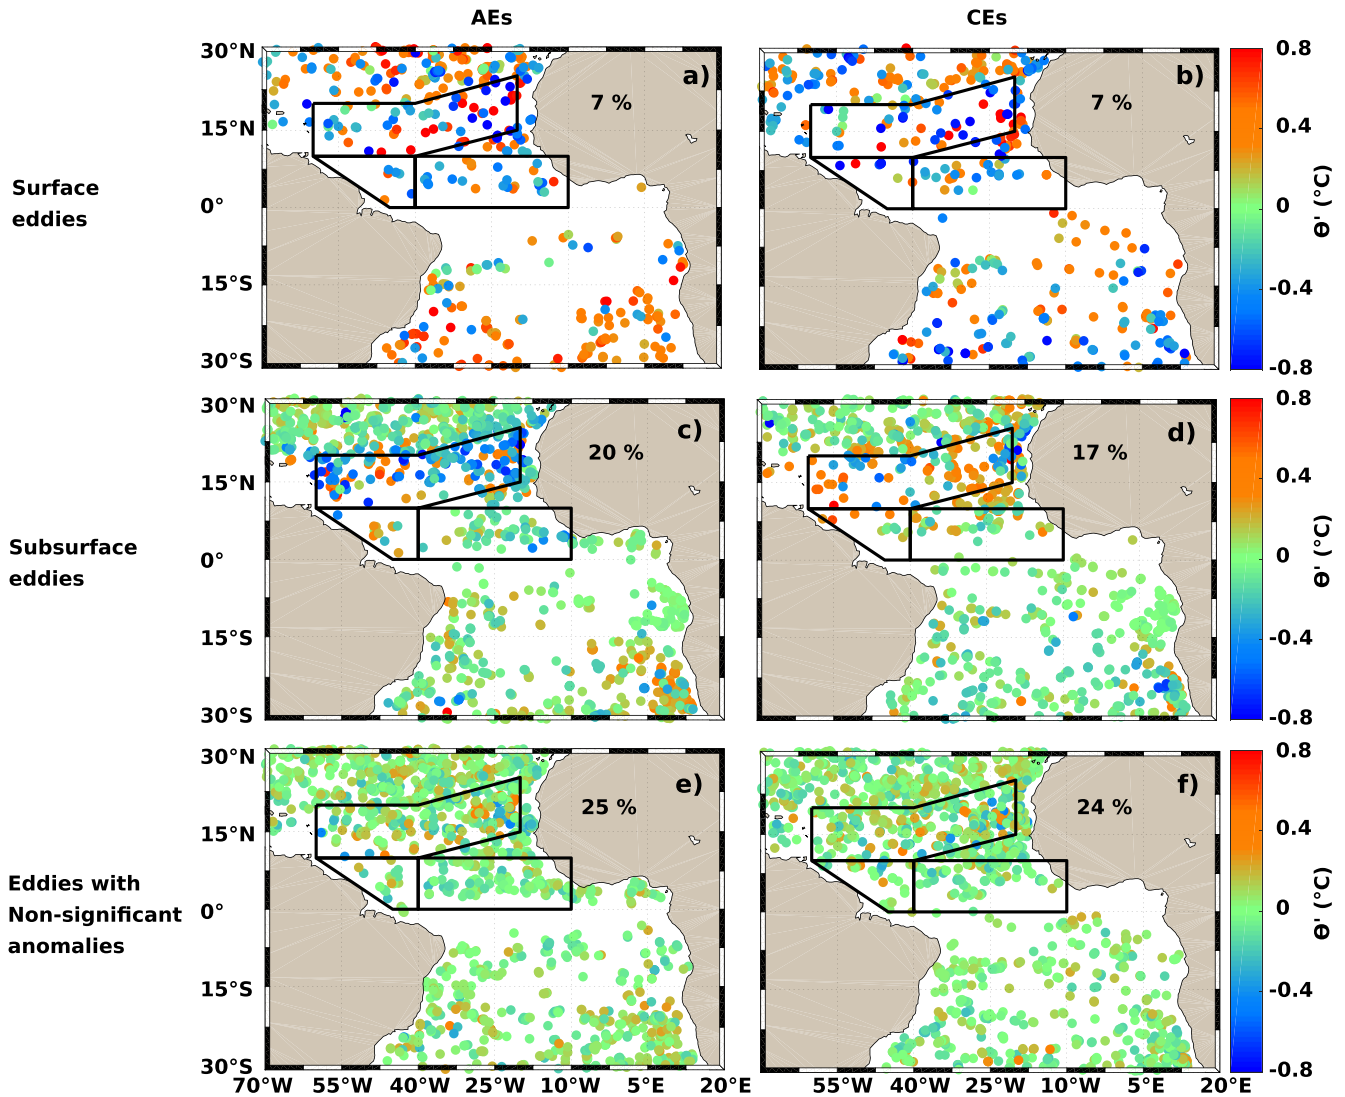 AEs
CEs
30°N
15°N
0°
15°S
30°S
a)
7 %
b)
7 %
0.8
0.4
0
-0.4
-0.8
Θ' (°C)
Surface
eddies
30°N
15°N
0°
15°S
30°S
c)
20 %
d)
17 %
0.8
0.4
0
-0.4
-0.8
Θ' (°C)
Subsurface
eddies
30°N
15°N
0°
15°S
30°S
e)
25 %
f)
24 %
0.8
0.4
0
-0.4
-0.8
Θ' (°C)
Eddies with
Non-significant
anomalies
70°W 55°W 40°W 25°W 10°W 5°E 20°E
55°W 40°W 25°W 10°W 5°E 20°E